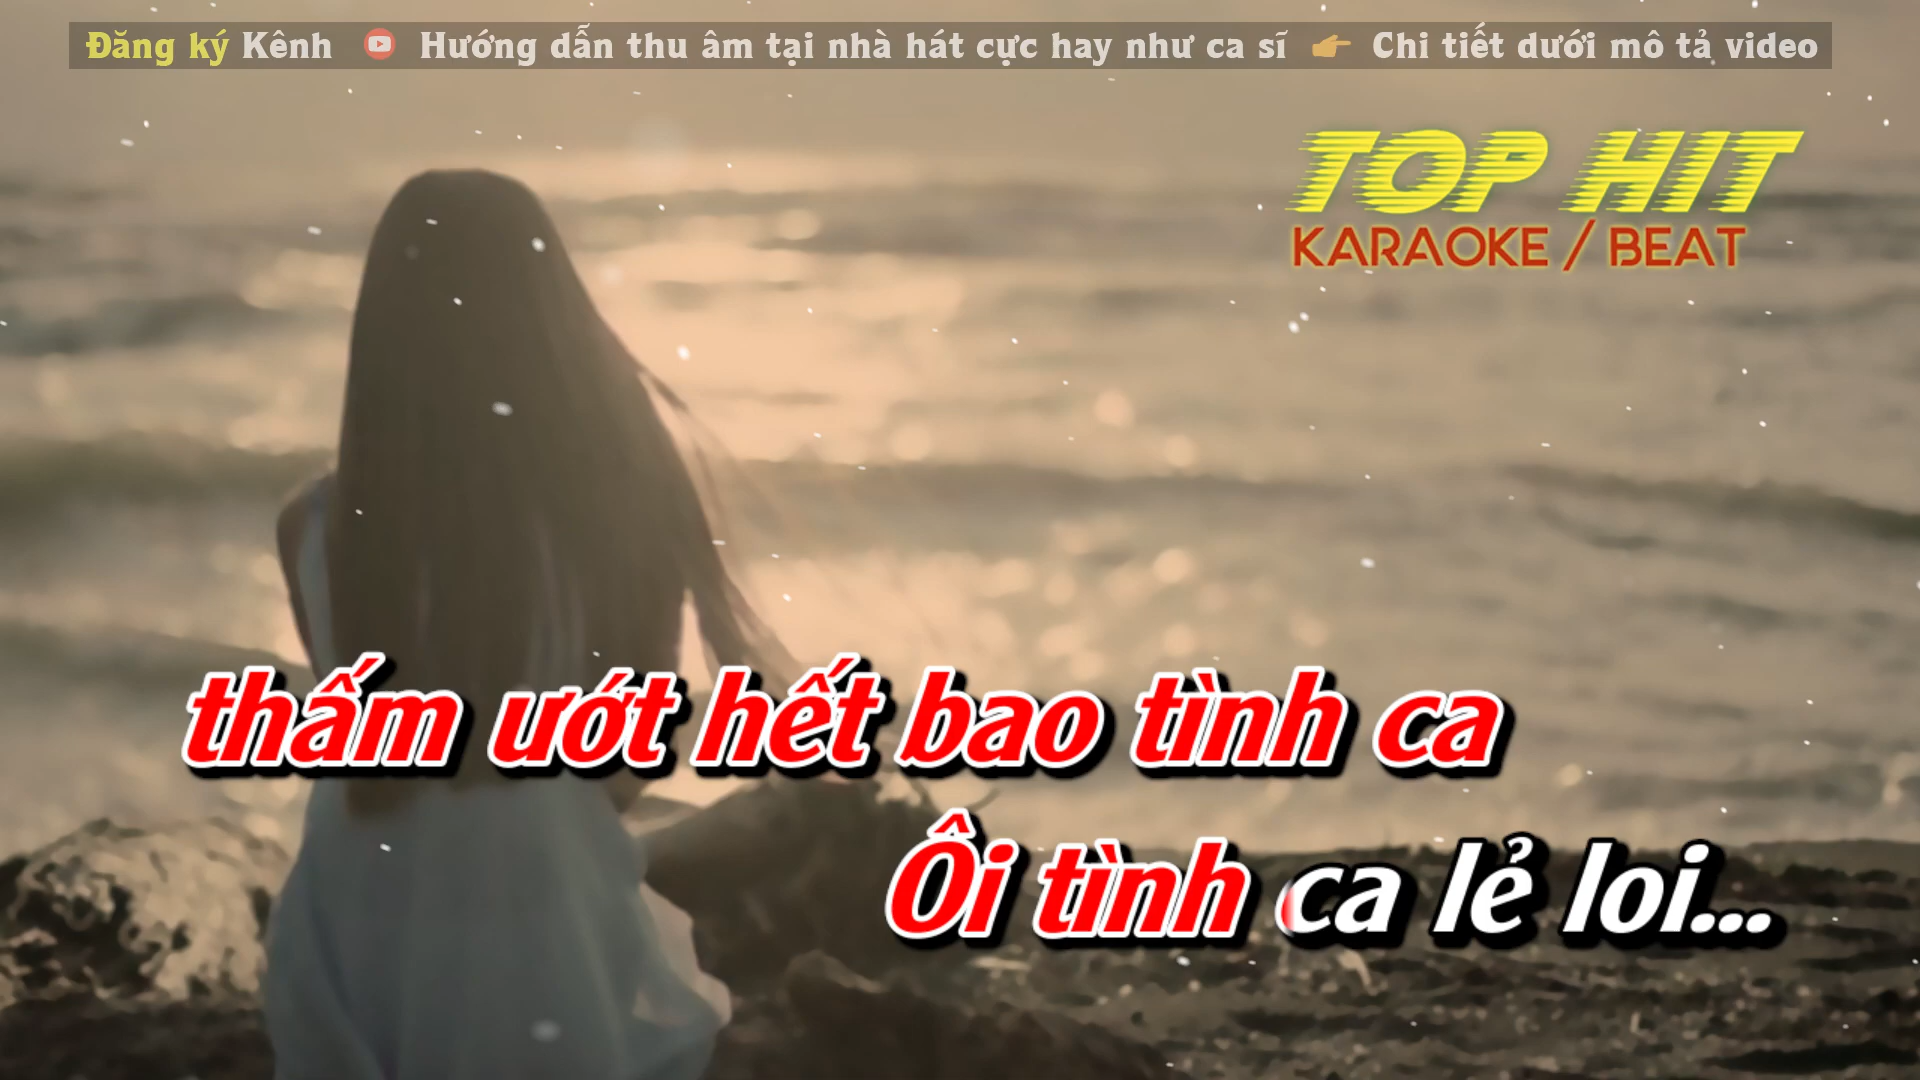 Đăng ký Kênh Hướng dẫn thu âm tại nhà hát cực hay như ca sĩ Chi tiết dưới mô tả video
TOP HIT
KARAOKE / BEAT
thấm ướt hết bao tình ca
Ôi tình ca lẻ loi...